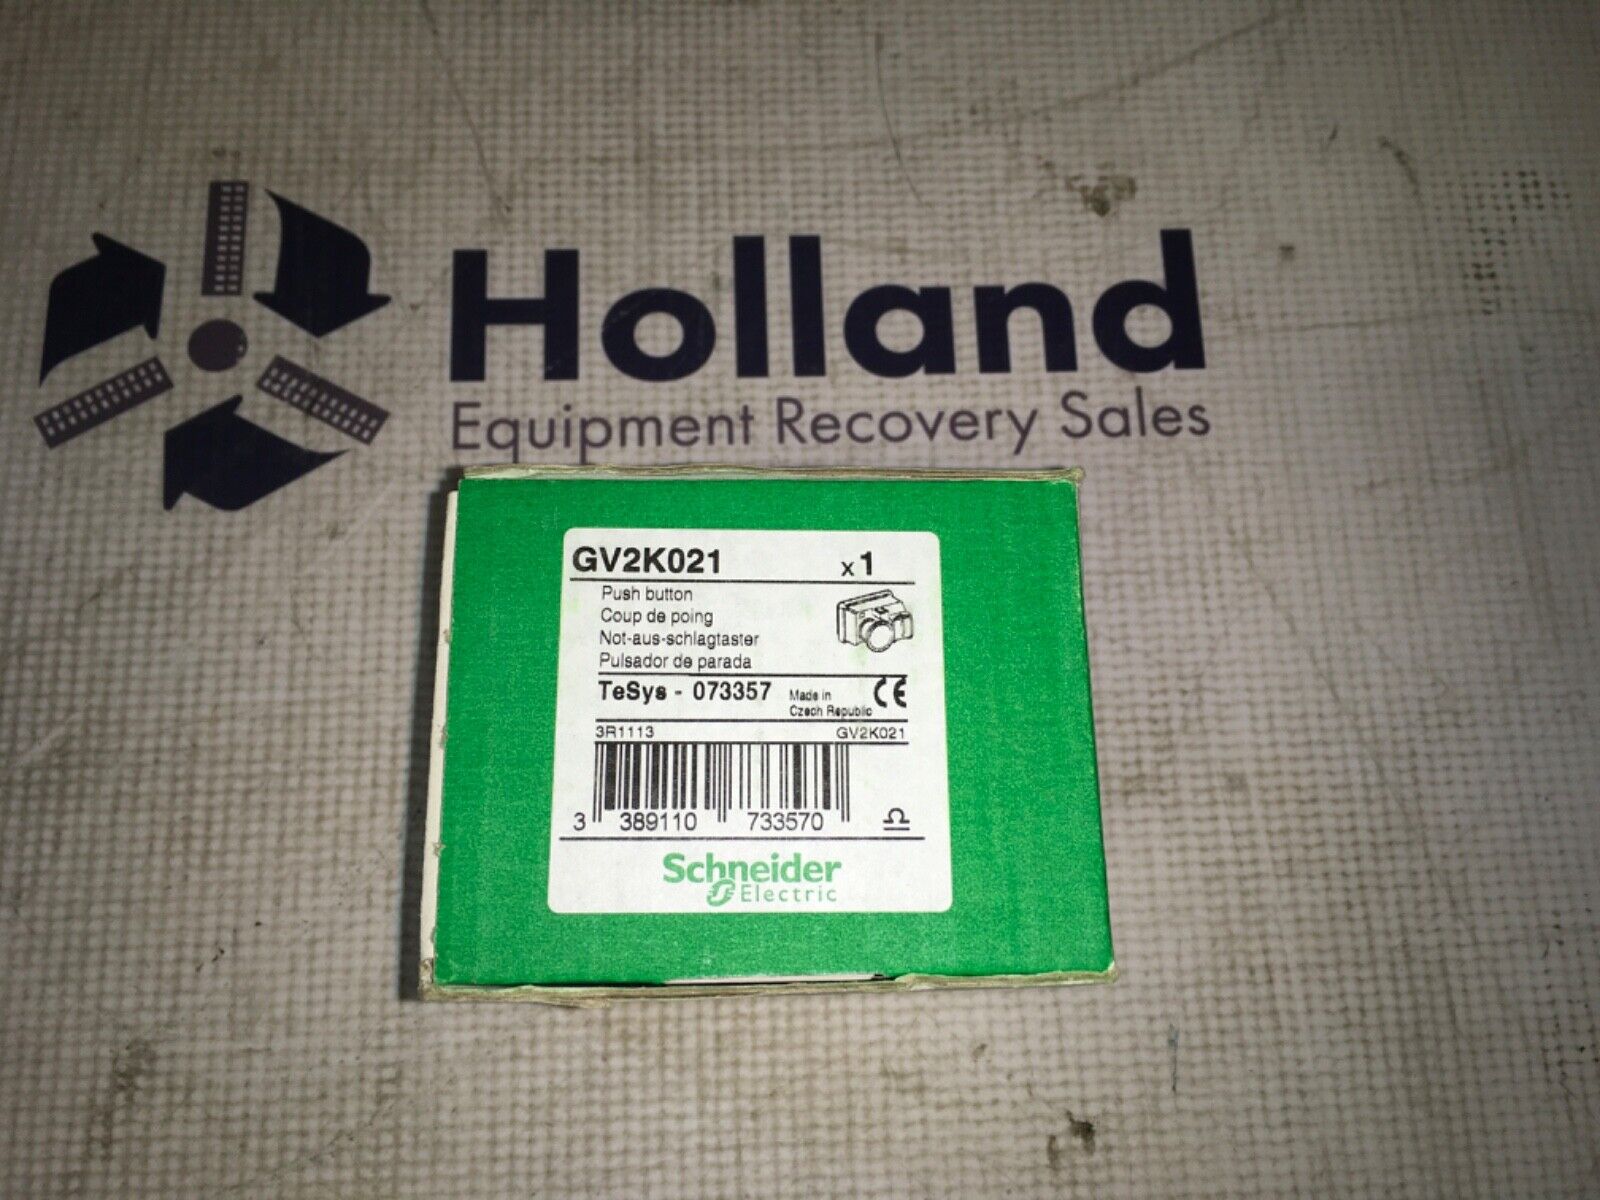 Holland
Equipment Recovery Sales
GV2K021 x1
Push button
Coup de poing
Not-aus-schlagtaster
Pulsador de parada
TeSys - 073357 Made in Czech Republic CE
3R1113 GV2K021
3 389110 733570
Schneider
Electric